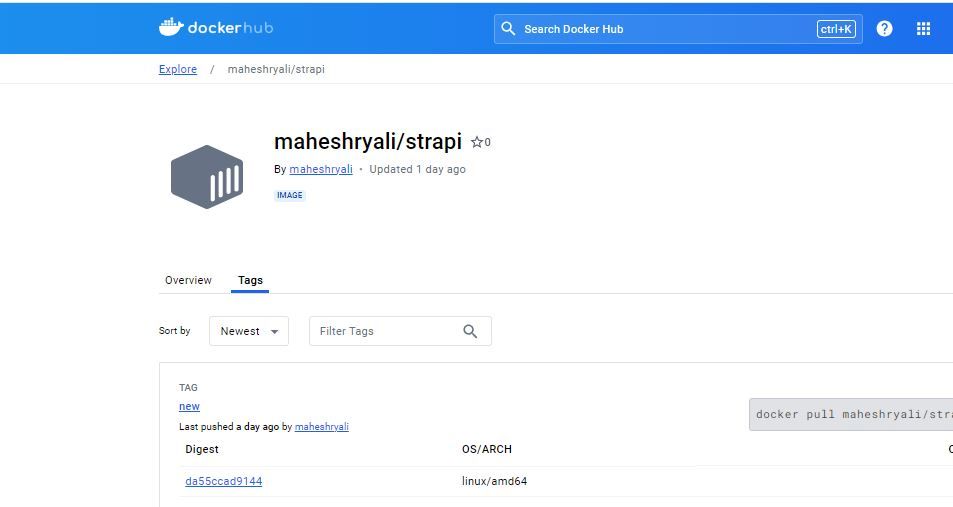 dockerhub
Search Docker Hub ctrl+K ?
Explore / maheshryali/strapi
maheshryali/strapi ☆0
By maheshryali • Updated 1 day ago
IMAGE
Overview Tags
Sort by Newest Filter Tags
TAG
new
docker pull maheshryali/stra
Last pushed a day ago by maheshryali
Digest OS/ARCH
da55ccad9144 linux/amd64